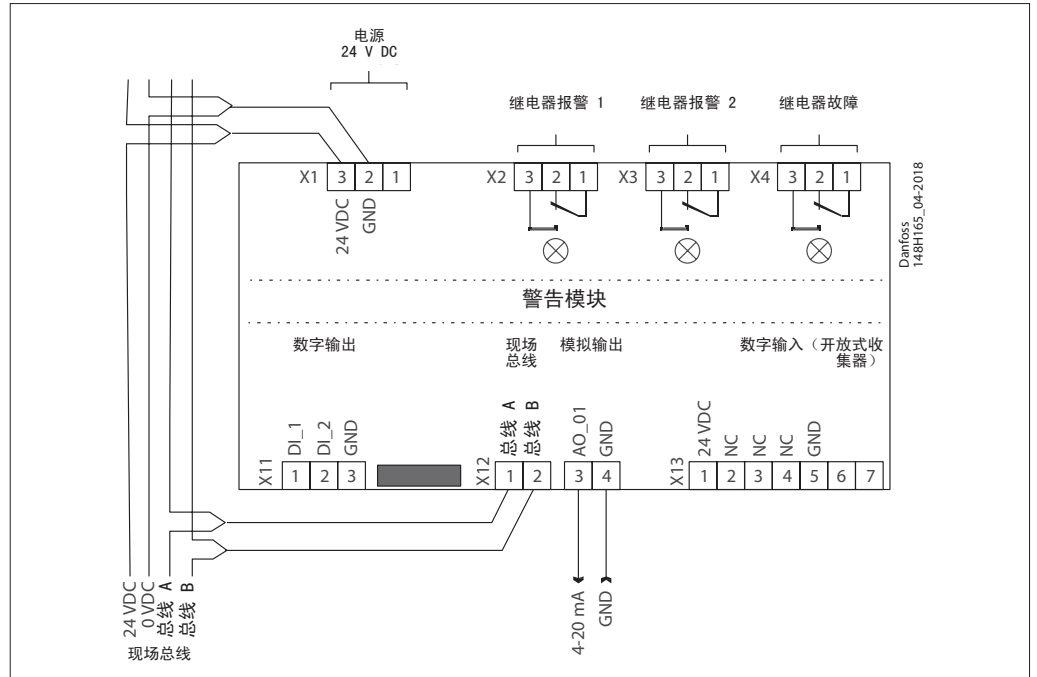 电源
24 V DC
继电器报警 1
继电器报警 2
继电器故障
X1 3 2 1
X2 3 2 1
X3 3 2 1
X4 3 2 1
24 VDC
GND
Danfoss
148H165_04-2018
警告模块
数字输出
现场
总线
模拟输出
数字输入（开放式收
集器）
DI_1
DI_2
GND
总线 A
总线 B
AO_01
GND
24 VDC
NC
NC
NC
GND
X11 1 2 3
X12 1 2 3 4
X13 1 2 3 4 5 6 7
24 VDC
0 VDC
总线 A
总线 B
4-20 mA
GND
现场总线